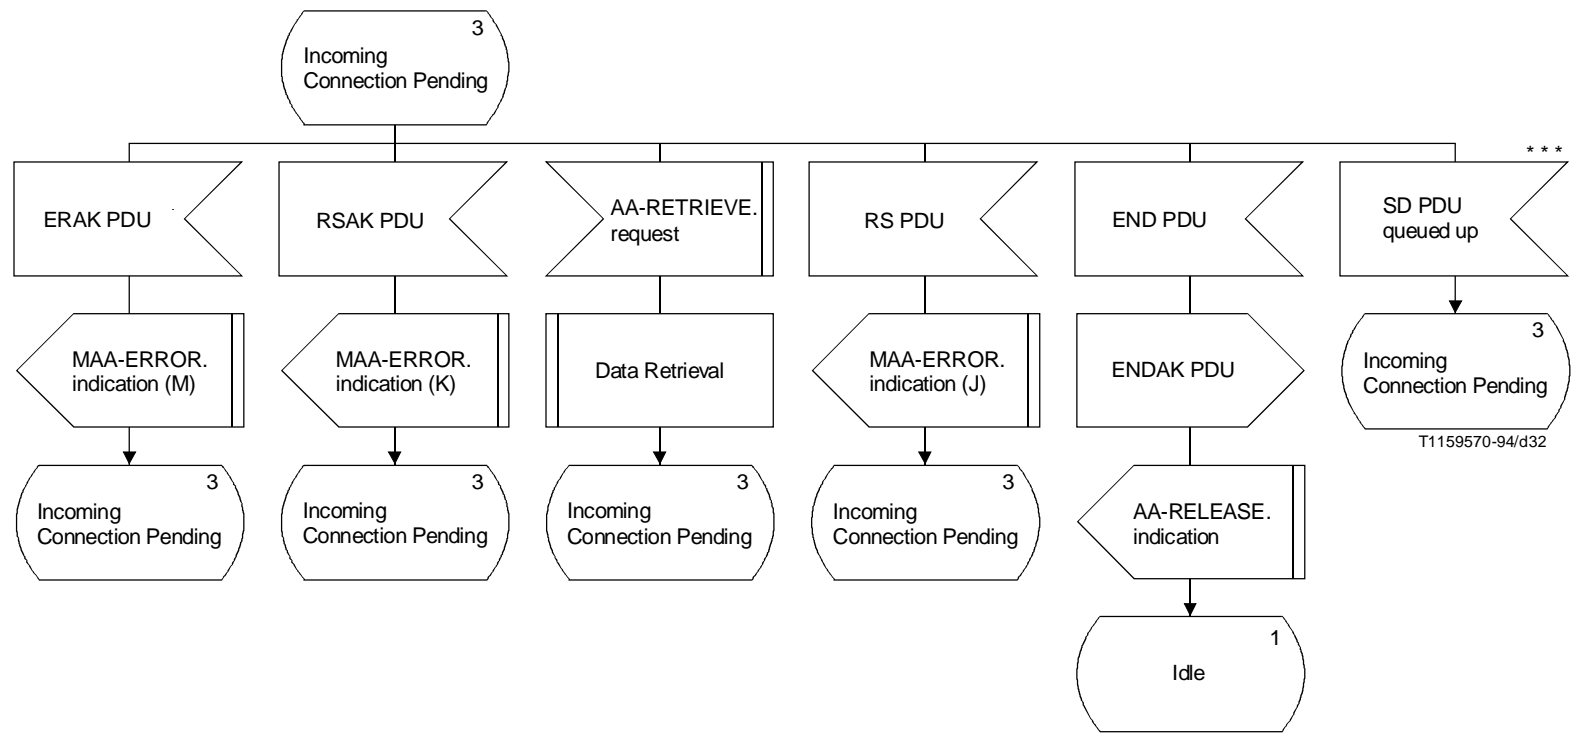 3
Incoming
Connection Pending
* * *
ERAK PDU
RSAK PDU
AA-RETRIEVE.
request
RS PDU
END PDU
SD PDU
queued up
MAA-ERROR.
indication (M)
MAA-ERROR.
indication (K)
Data Retrieval
MAA-ERROR.
indication (J)
ENDAK PDU
3
Incoming
Connection Pending
T1159570-94/d32
3
Incoming
Connection Pending
3
Incoming
Connection Pending
3
Incoming
Connection Pending
3
Incoming
Connection Pending
AA-RELEASE.
indication
1
Idle